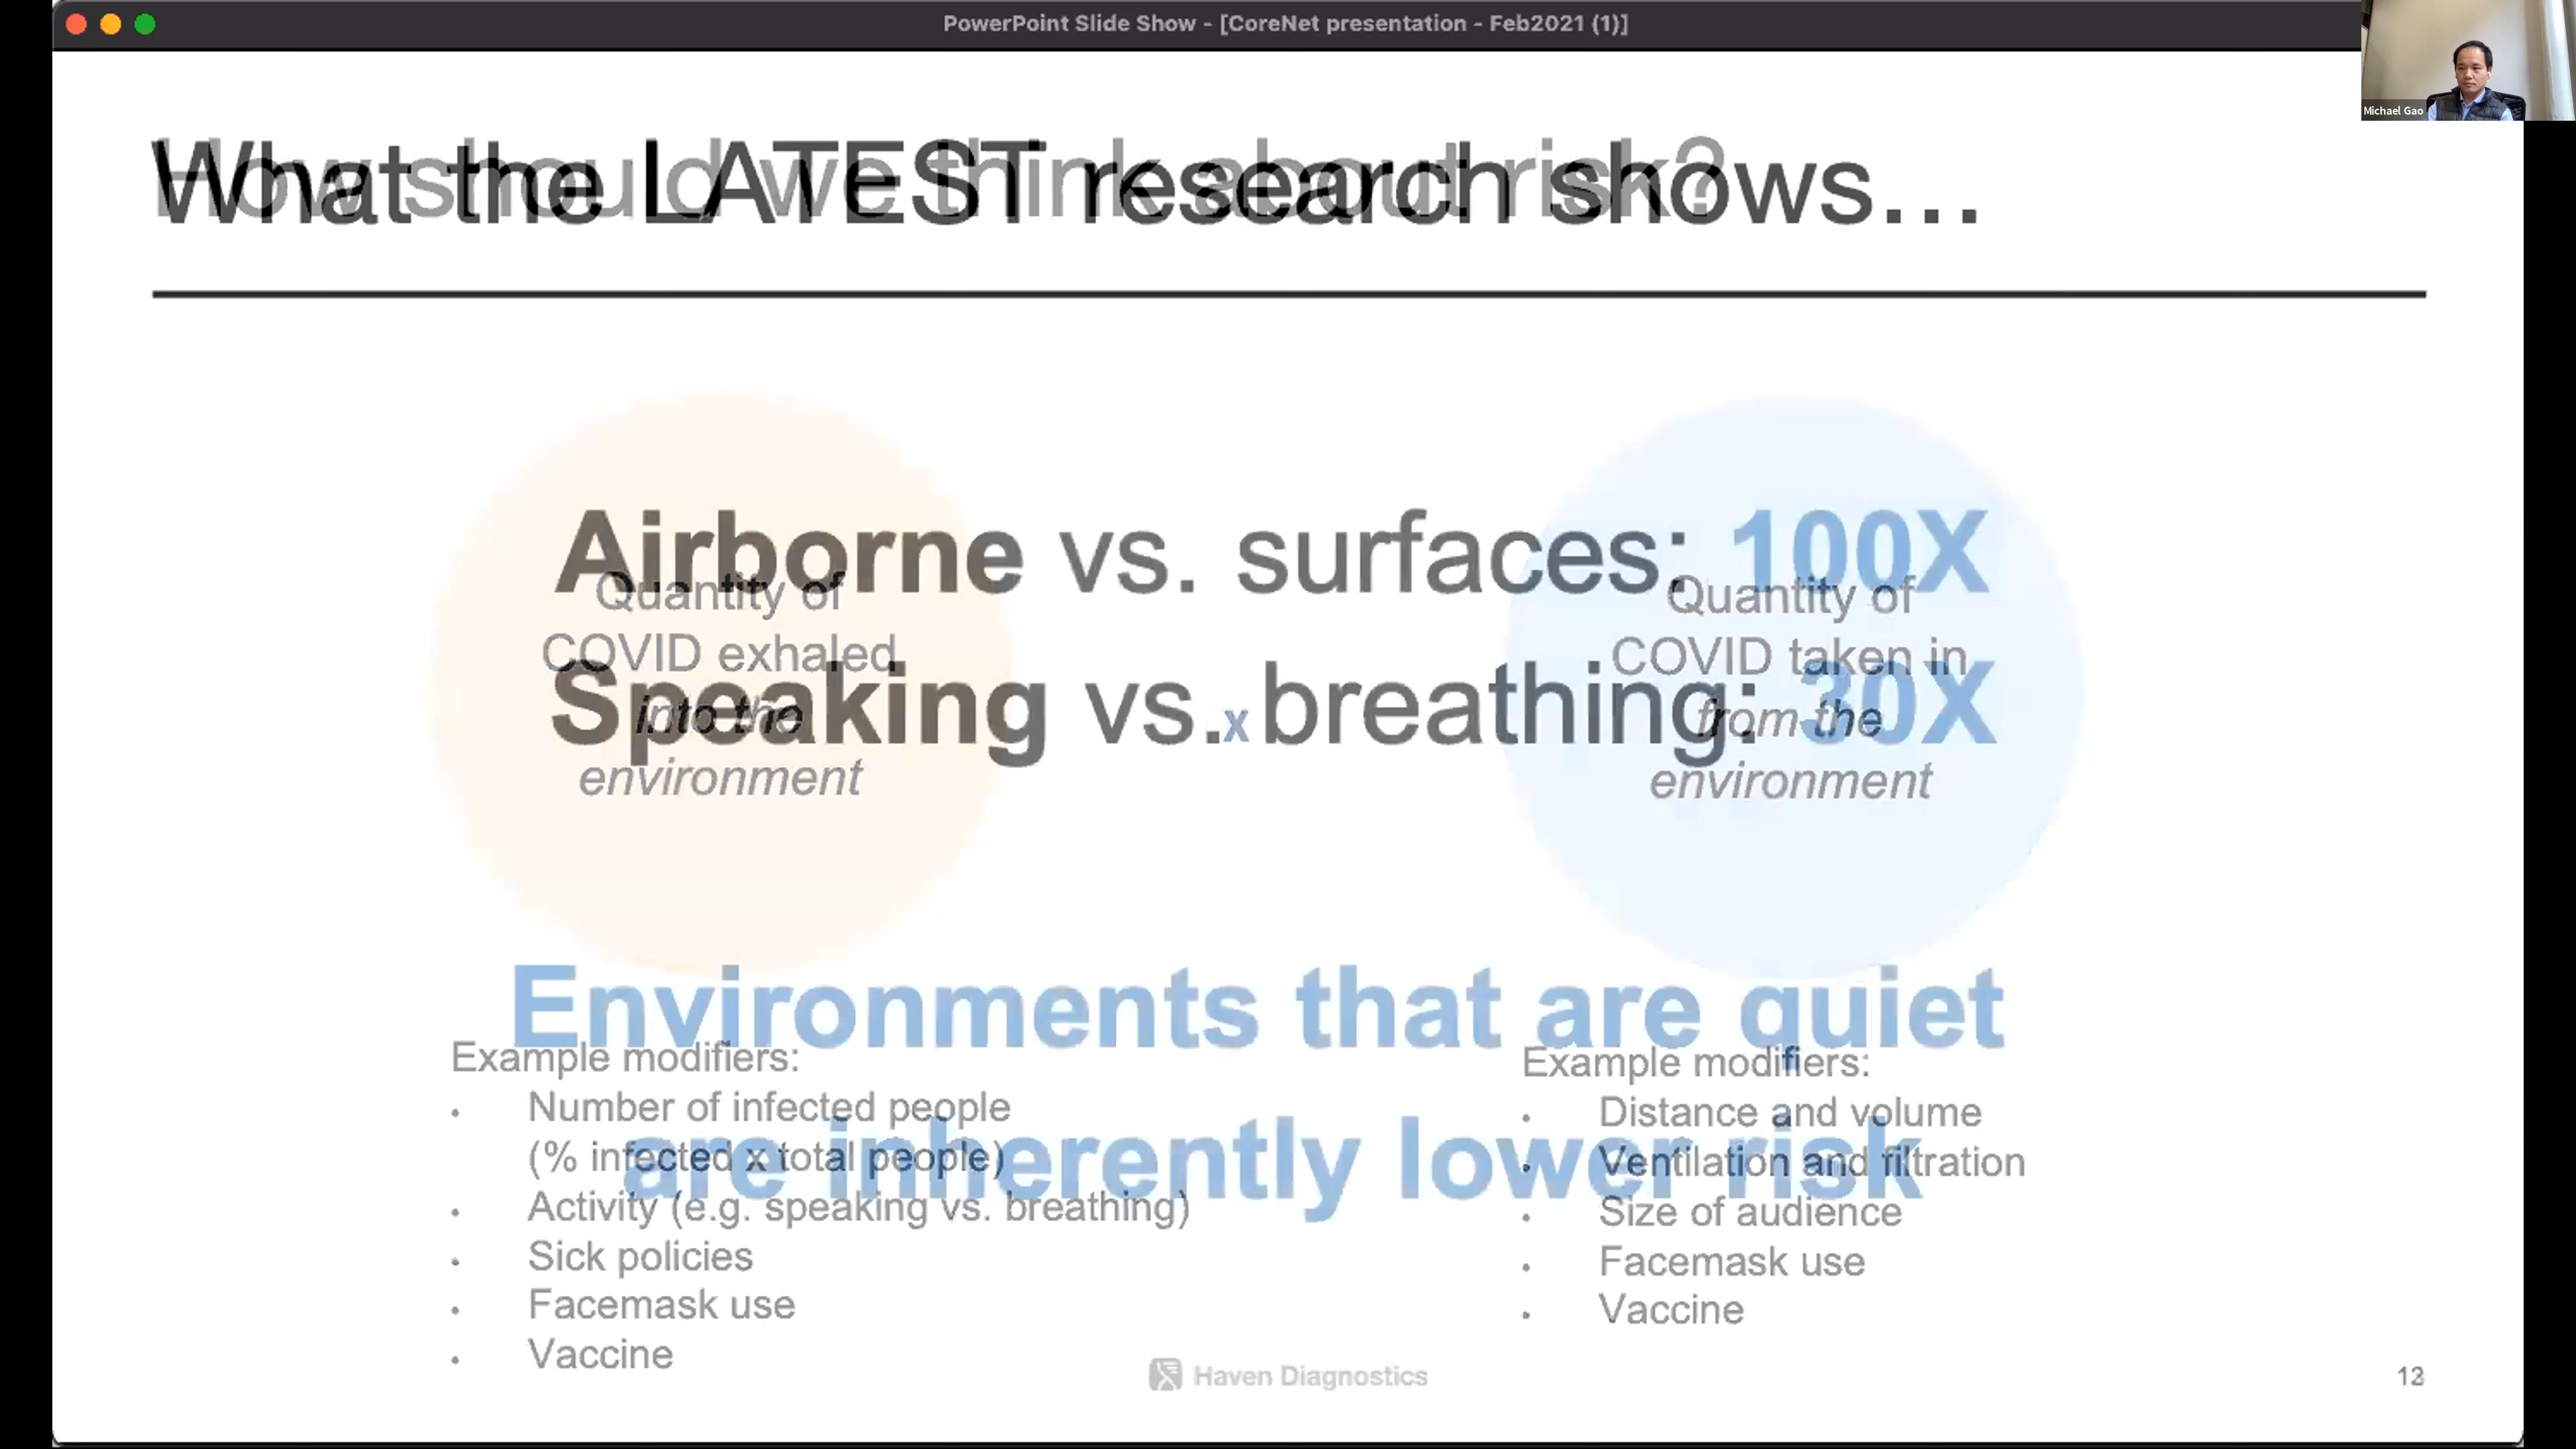 PowerPoint Slide Show - [CoreNet presentation - Feb2021 (1)]
Michael Gao
What the LATEST research shows...
How should we think about risk?
Airborne vs. surfaces: 100X
Speaking vs. breathing: 30X
Environments that are quiet
are inherently lower risk
Quantity of
COVID exhaled
into the
environment
x
Quantity of
COVID taken in
from the
environment
Example modifiers:
• Number of infected people
(% infected x total people)
• Activity (e.g. speaking vs. breathing)
• Sick policies
• Facemask use
• Vaccine
Example modifiers:
• Distance and volume
• Ventilation and filtration
• Size of audience
• Facemask use
• Vaccine
Haven Diagnostics